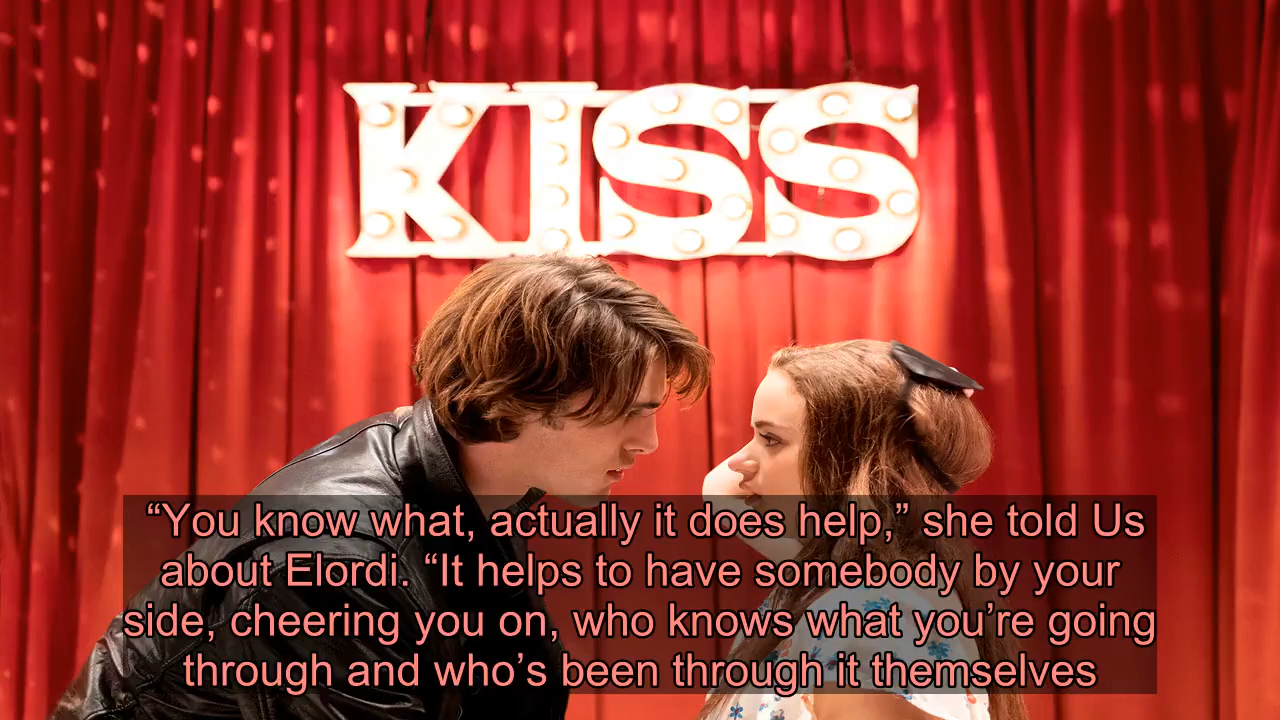 KISS
“You know what, actually it does help,” she told Us
about Elordi. “It helps to have somebody by your
side, cheering you on, who knows what you’re going
through and who’s been through it themselves